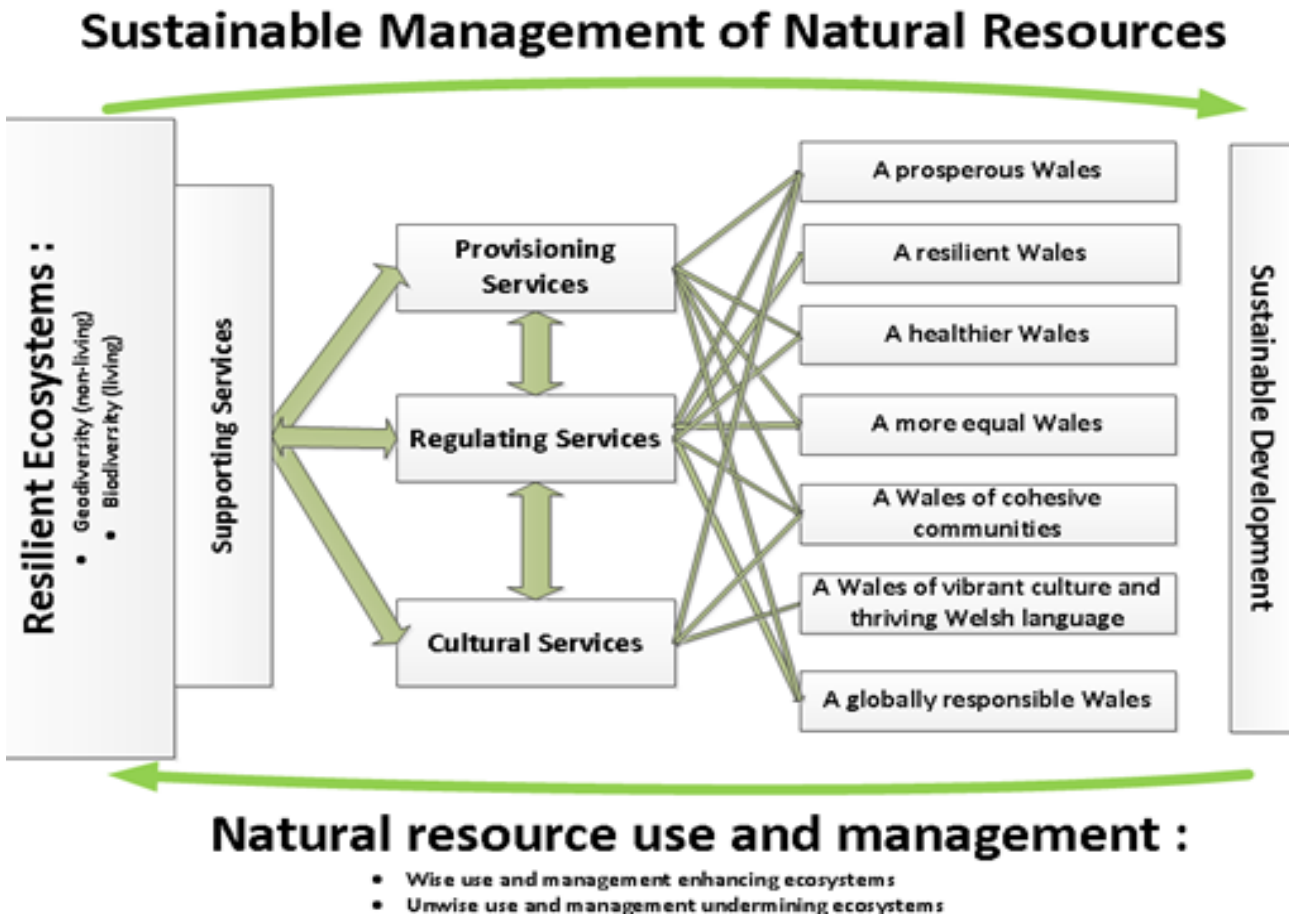 Sustainable Management of Natural Resources
Resilient Ecosystems :
• Geodiversity (non-living)
• Biodiversity (living)
Supporting Services
Provisioning
Services
Regulating Services
Cultural Services
A prosperous Wales
A resilient Wales
A healthier Wales
A more equal Wales
A Wales of cohesive
communities
A Wales of vibrant culture and
thriving Welsh language
A globally responsible Wales
Sustainable Development
Natural resource use and management :
• Wise use and management enhancing ecosystems
• Unwise use and management undermining ecosystems